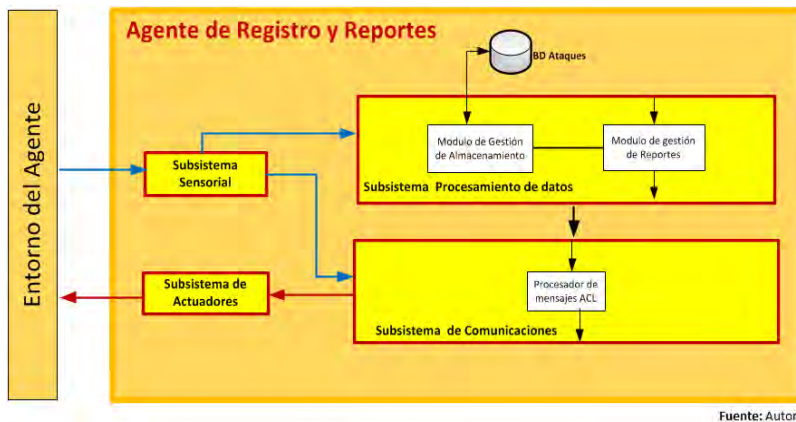 Agente de Registro y Reportes
BD Ataques
Entorno del Agente
Subsistema
Sensorial
Modulo de Gestión
de Almacenamiento
Modulo de gestión
de Reportes
Subsistema Procesamiento de datos
Subsistema de
Actuadores
Procesador de
mensajes ACL
Subsistema de Comunicaciones
Fuente: Autor